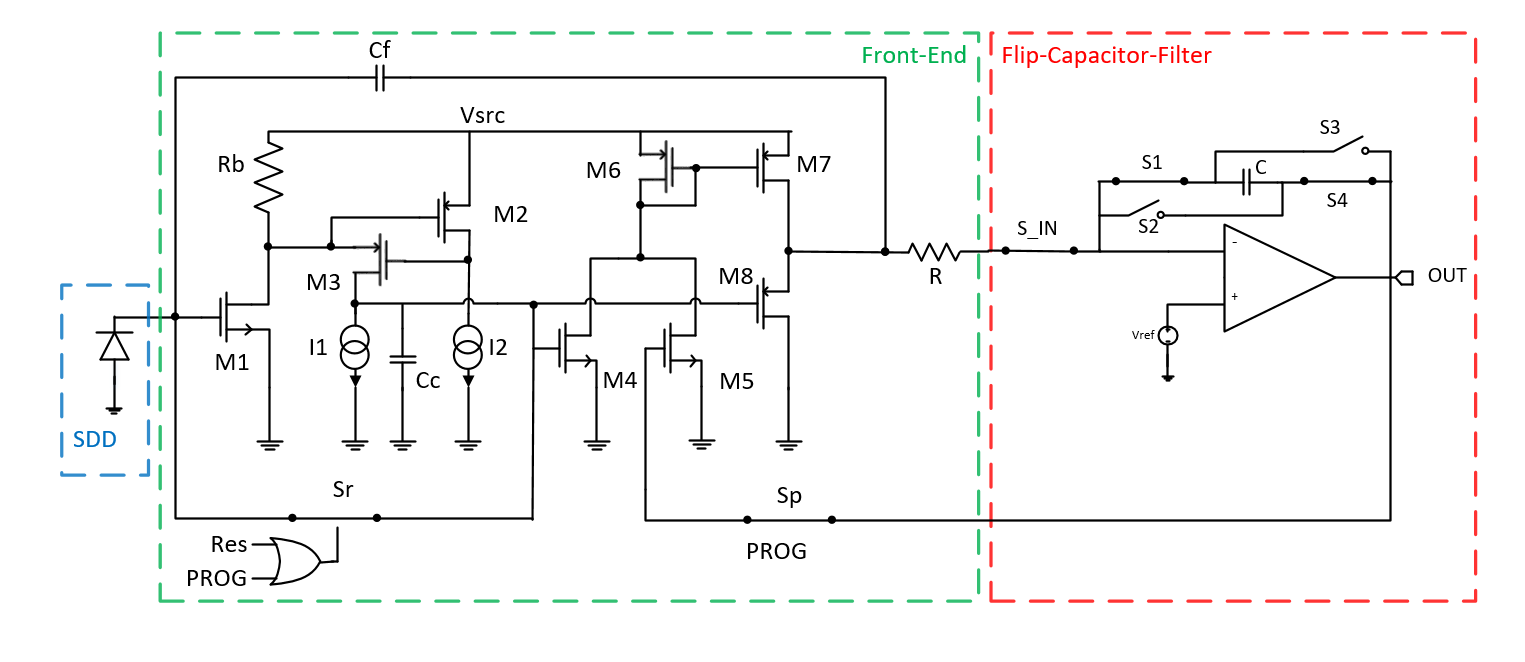 Cf
Front-End
Flip-Capacitor-Filter
Vsrc
S3
Rb
M6
M7
S1
C
M2
S2
S4
S_IN
M3
M8
R
-
OUT
+
M1
I1
I2
Vref
Cc
M4
M5
SDD
Sr
Sp
Res
PROG
PROG